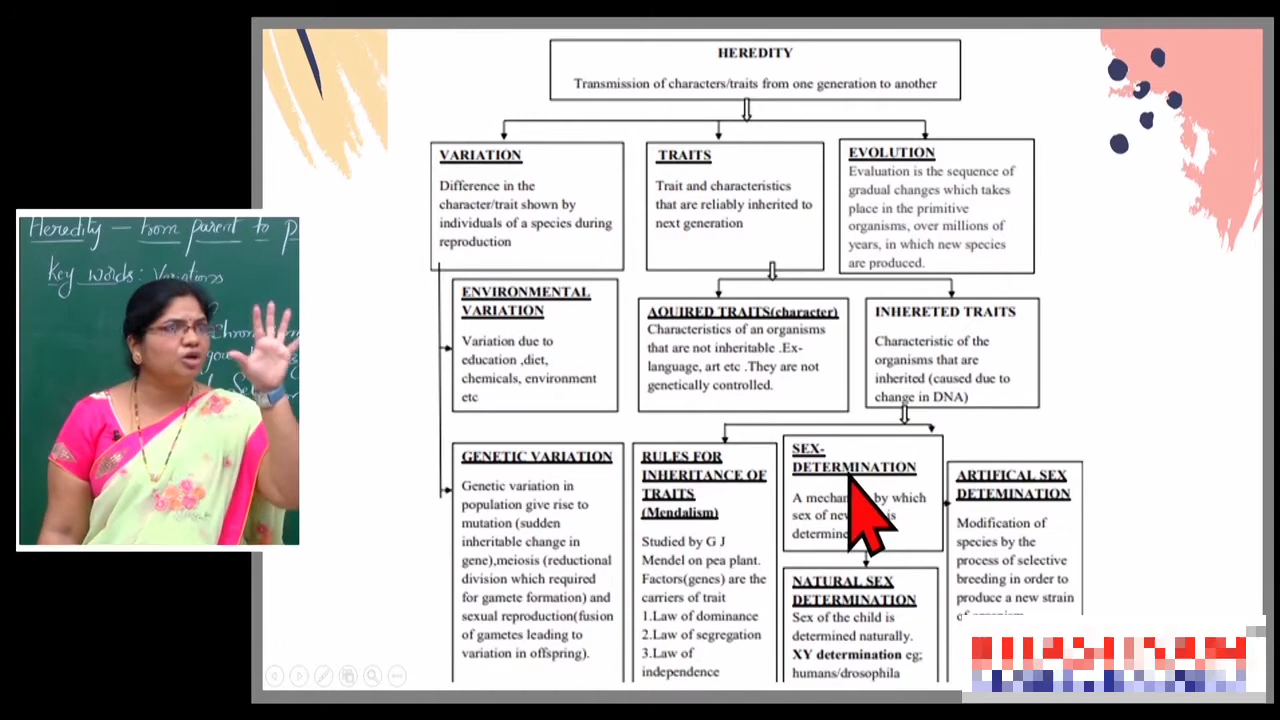 HEREDITY
Transmission of characters/traits from one generation to another
VARIATION
Difference in the
character/trait shown by
individuals of a species during
reproduction
TRAITS
Trait and characteristics
that are reliably inherited to
next generation
EVOLUTION
Evaluation is the sequence of
gradual changes which takes
place in the primitive
organisms, over millions of
years, in which new species
are produced.
Heredity — from parent to
Key words: Variations
ENVIRONMENTAL
VARIATION
Variation due to
education ,diet,
chemicals, environment
etc
AQUIRED TRAITS(character)
Characteristics of an organisms
that are not inheritable .Ex-
language, art etc .They are not
genetically controlled.
INHERETED TRAITS
Characteristic of the
organisms that are
inherited (caused due to
change in DNA)
GENETIC VARIATION
Genetic variation in
population give rise to
mutation (sudden
inheritable change in
gene),meiosis (reductional
division which required
for gamete formation) and
sexual reproduction(fusion
of gametes leading to
variation in offspring).
RULES FOR
INHERITANCE OF
TRAITS
(Mendalism)
Studied by G J
Mendel on pea plant.
Factors(genes) are the
carriers of trait
1.Law of dominance
2.Law of segregation
3.Law of
independence
SEX-
DETERMINATION
A by which
sex of is
NATURAL SEX
DETERMINATION
Sex of the child is
determined naturally.
XY determination eg;
humans/drosophila
ARTIFICAL SEX
DETEMINATION
Modification of
species by the
process of selective
breeding in order to
produce a new strain